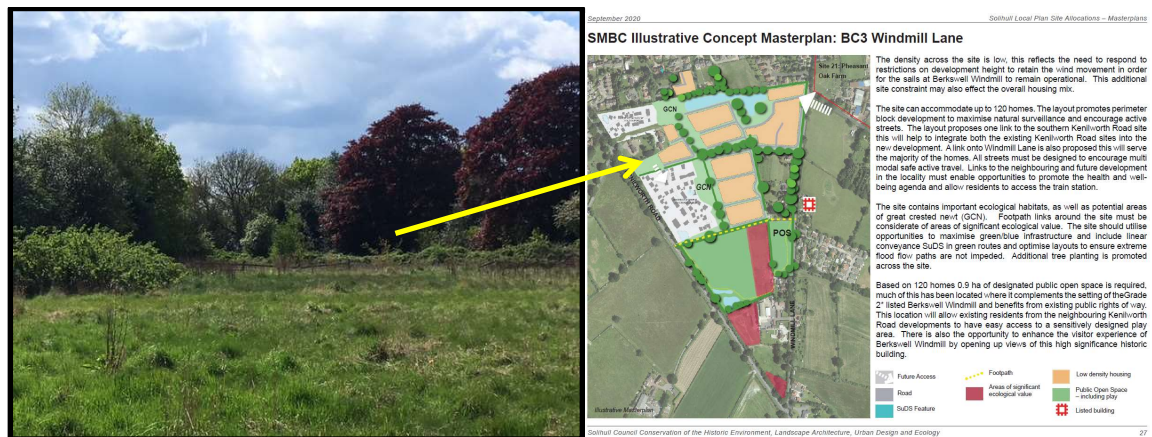 September 2020
Solihull Local Plan Site Allocations – Masterplans
SMBC Illustrative Concept Masterplan: BC3 Windmill Lane
Site 21: Pheasant
Oak Farm
GCN
GCN
POS
WINDMILL LANE
Illustrative Masterplan
The density across the site is low, this reflects the need to respond to
restrictions on development height to retain the wind movement in order
for the sails at Berkswell Windmill to remain operational. This additional
site constraint may also effect the overall housing mix.
The site can accommodate up to 120 homes. The layout promotes perimeter
block development to maximise natural surveillance and encourage active
streets. The layout proposes one link to the southern Kenilworth Road site
this will help to integrate both the existing Kenilworth Road sites into the
new development. A link onto Windmill Lane is also proposed this will serve
the majority of the homes. All streets must be designed to encourage multi
modal safe active travel. Links to the neighbouring and future development
in the locality must enable opportunities to promote the health and well-
being agenda and allow residents to access the train station.
The site contains important ecological habitats, as well as potential areas
of great crested newt (GCN). Footpath links around the site must be
considerate of areas of significant ecological value. The site should utilise
opportunities to maximise green/blue infrastructure and include linear
conveyance SuDS in green routes and optimise layouts to ensure extreme
flood flow paths are not impeded. Additional tree planting is promoted
across the site.
Based on 120 homes 0.9 ha of designated public open space is required,
much of this has been located where it complements the setting of theGrade
2* listed Berkswell Windmill and benefits from existing public rights of way.
This location will allow existing residents from the neighbouring Kenilworth
Road developments to have easy access to a sensitively designed play
area. There is also the opportunity to enhance the visitor experience of
Berkswell Windmill by opening up views of this high significance historic
building.
Future Access
Road
SuDS Feature
Footpath
Areas of significant
ecological value
Low density housing
Public Open Space
– including play
Listed building
Solihull Council Conservation of the Historic Environment, Landscape Architecture, Urban Design and Ecology
27